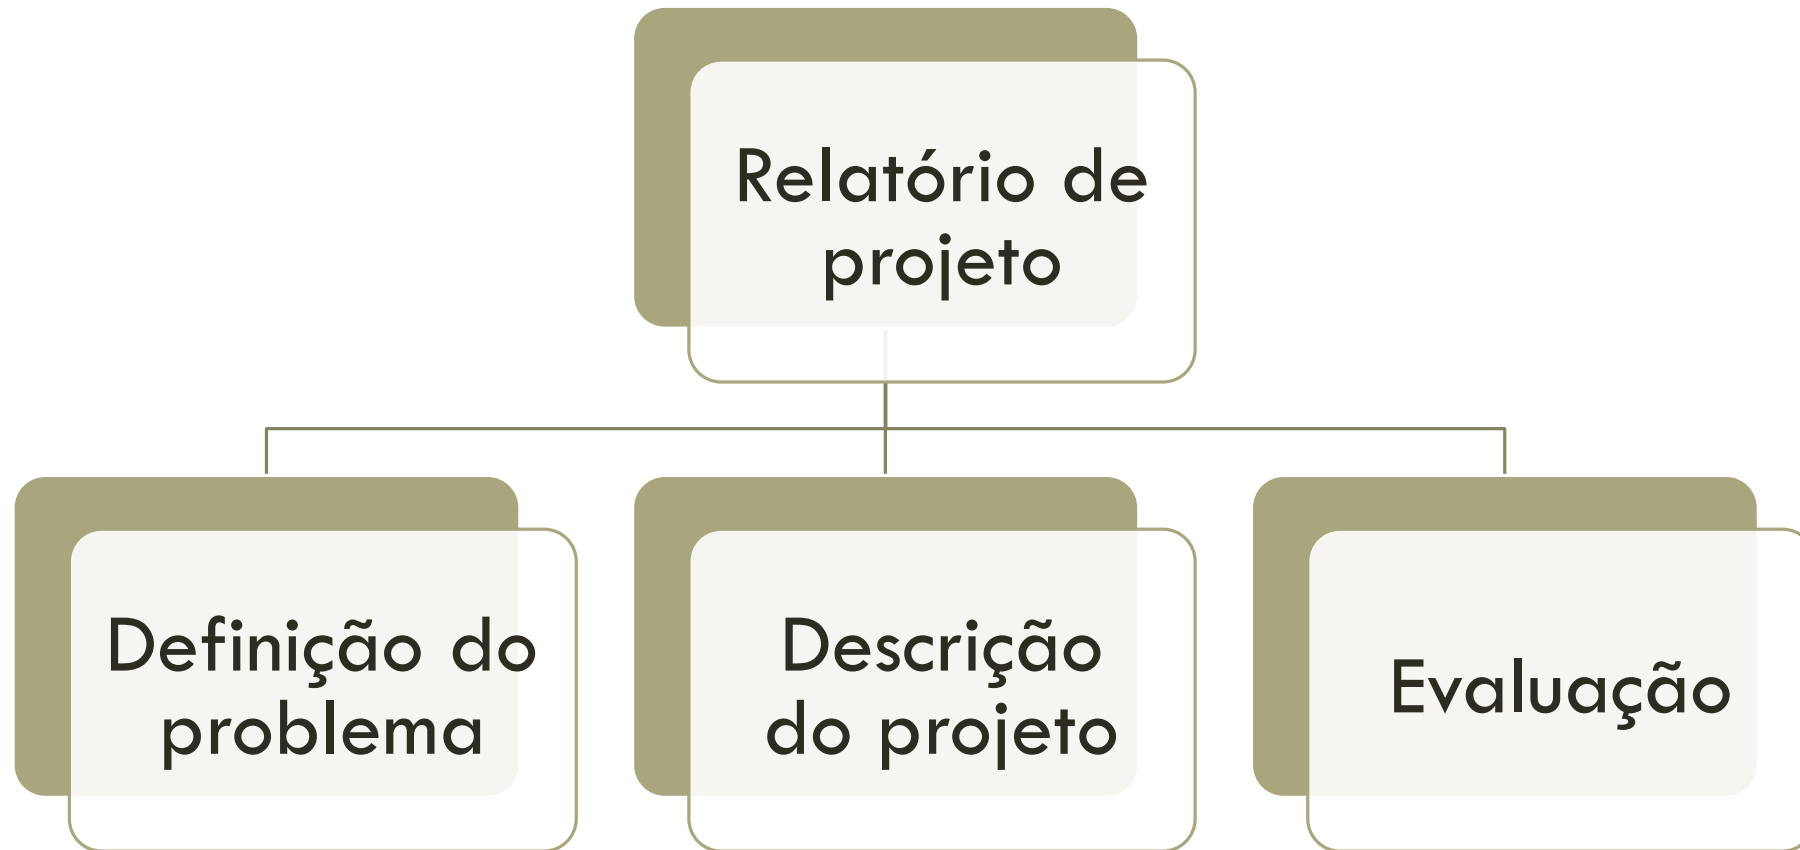 Relatório de
projeto
Definição do
problema
Descrição
do projeto
Evaluação